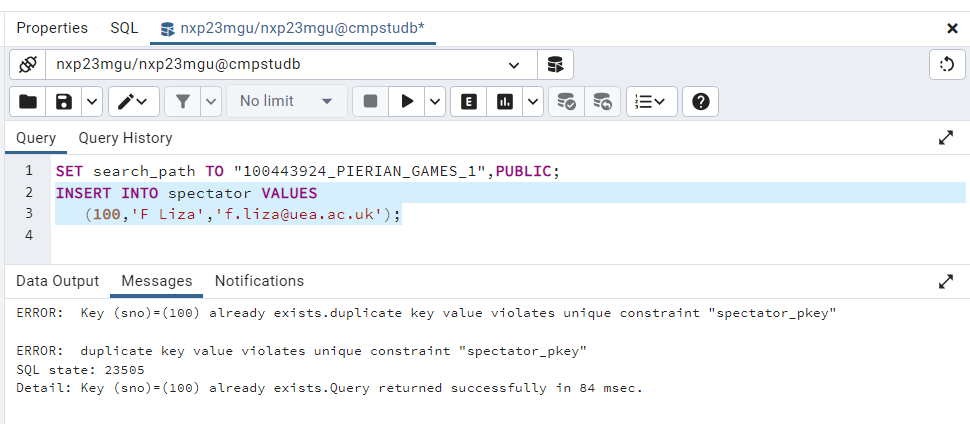 Properties SQL nxp23mgu/nxp23mgu@cmpstudb*
nxp23mgu/nxp23mgu@cmpstudb
No limit E
Query Query History
1 SET search_path TO "100443924_PIERIAN_GAMES_1",PUBLIC;
2 INSERT INTO spectator VALUES
3 (100,'F Liza','f.liza@uea.ac.uk');
4
Data Output Messages Notifications
ERROR:  Key (sno)=(100) already exists.duplicate key value violates unique constraint "spectator_pkey"
ERROR:  duplicate key value violates unique constraint "spectator_pkey"
SQL state: 23505
Detail: Key (sno)=(100) already exists.Query returned successfully in 84 msec.